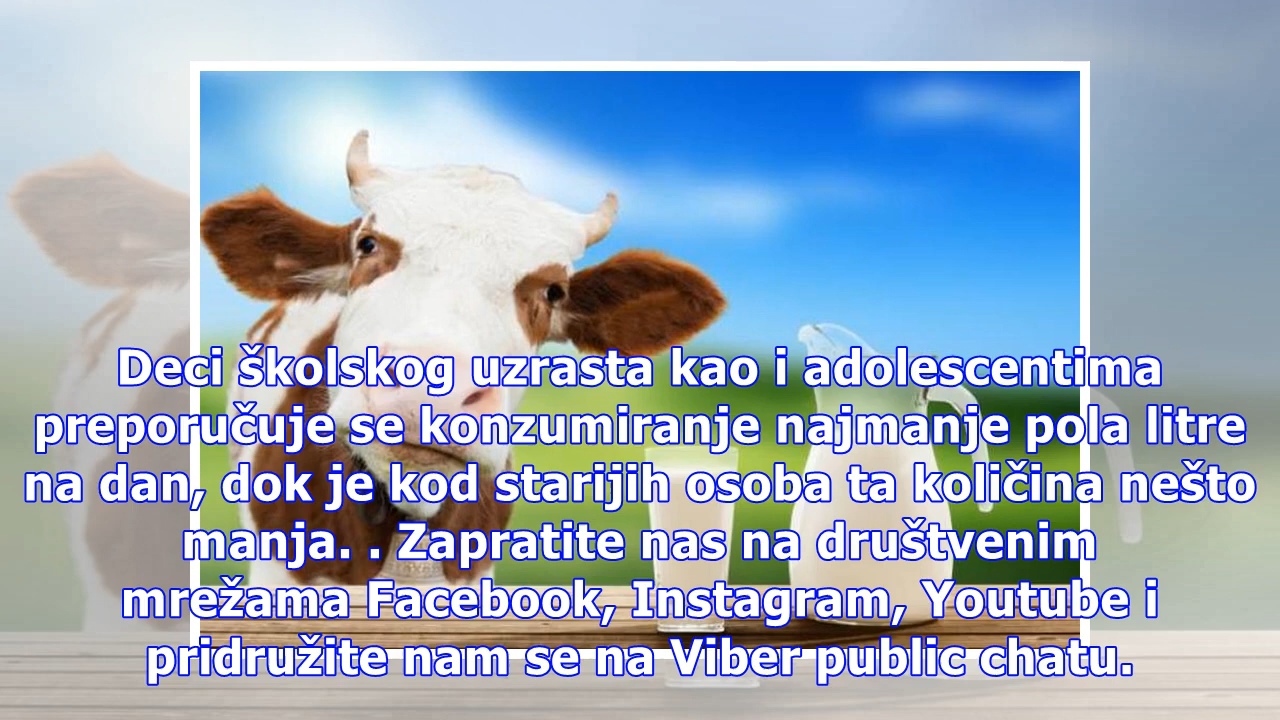 Deci školskog uzrasta kao i adolescentima
preporučuje se konzumiranje najmanje pola litre
na dan, dok je kod starijih osoba ta količina nešto
manja. . Zapratite nas na društvenim
mrežama Facebook, Instagram, Youtube i
pridružite nam se na Viber public chatu.